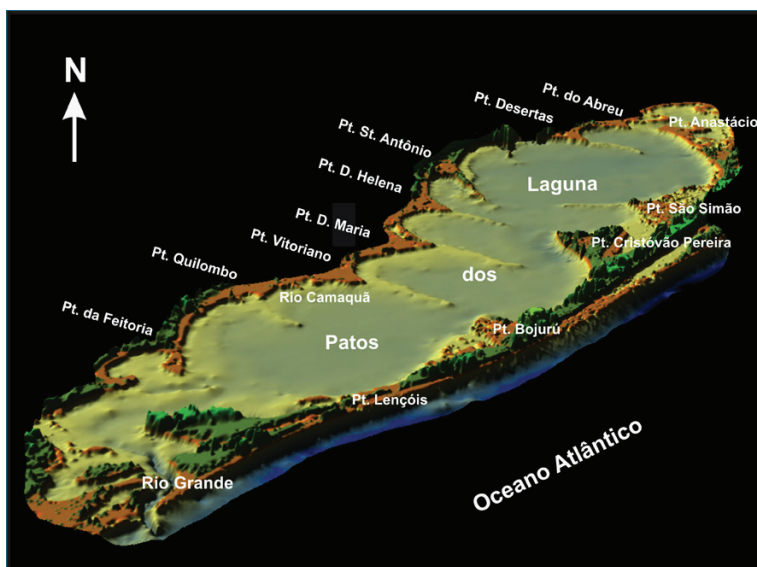 N
Pt. do Abreu
Pt. Desertas
Pt. Anastácio
Pt. St. Antônio
Pt. D. Helena
Laguna
Pt. São Simão
Pt. D. Maria
Pt. Cristóvão Pereira
Pt. Vitoriano
Pt. Quilombo
dos
Rio Camaquã
Pt. da Feitoria
Pt. Bojurú
Patos
Pt. Lençóis
Oceano Atlântico
Rio Grande